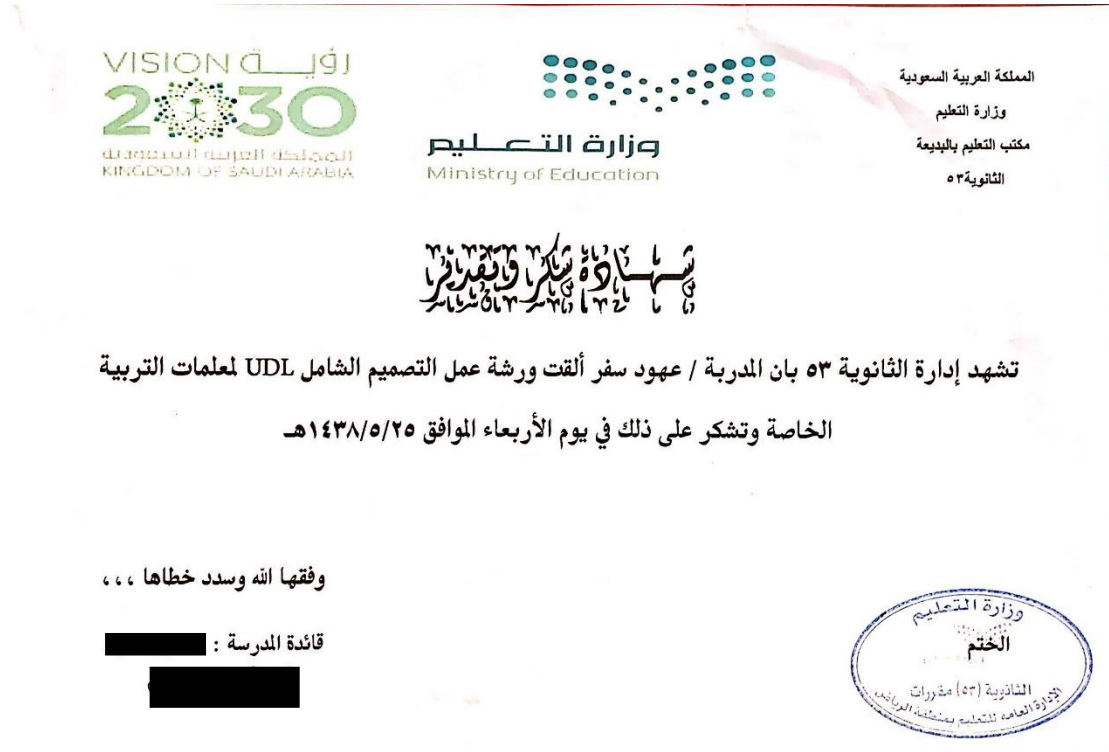 المملكة العربية السعودية
وزارة التعليم
مكتب التعليم بالبديعة
الثانوية٥٣
وزارة التعـــليم
Ministry of Education
VISION رؤيــة
2030
المملكة العربية السعودية
KINGDOM OF SAUDI ARABIA
شهـــادة شكر وتقدير
تشهد إدارة الثانوية ٥٣ بان المدربة / عهود سفر ألقت ورشة عمل التصميم الشامل UDL لمعلمات التربية
الخاصة وتشكر على ذلك في يوم الأربعاء الموافق ١٤٣٨/٥/٢٥هـ
وفقها الله وسدد خطاها ،،،
قائدة المدرسة :
وزارة التعليم
الختم
الثانوية (٥٣) مقررات
الإدارة العامة للتعليم بمنطقة الرياض